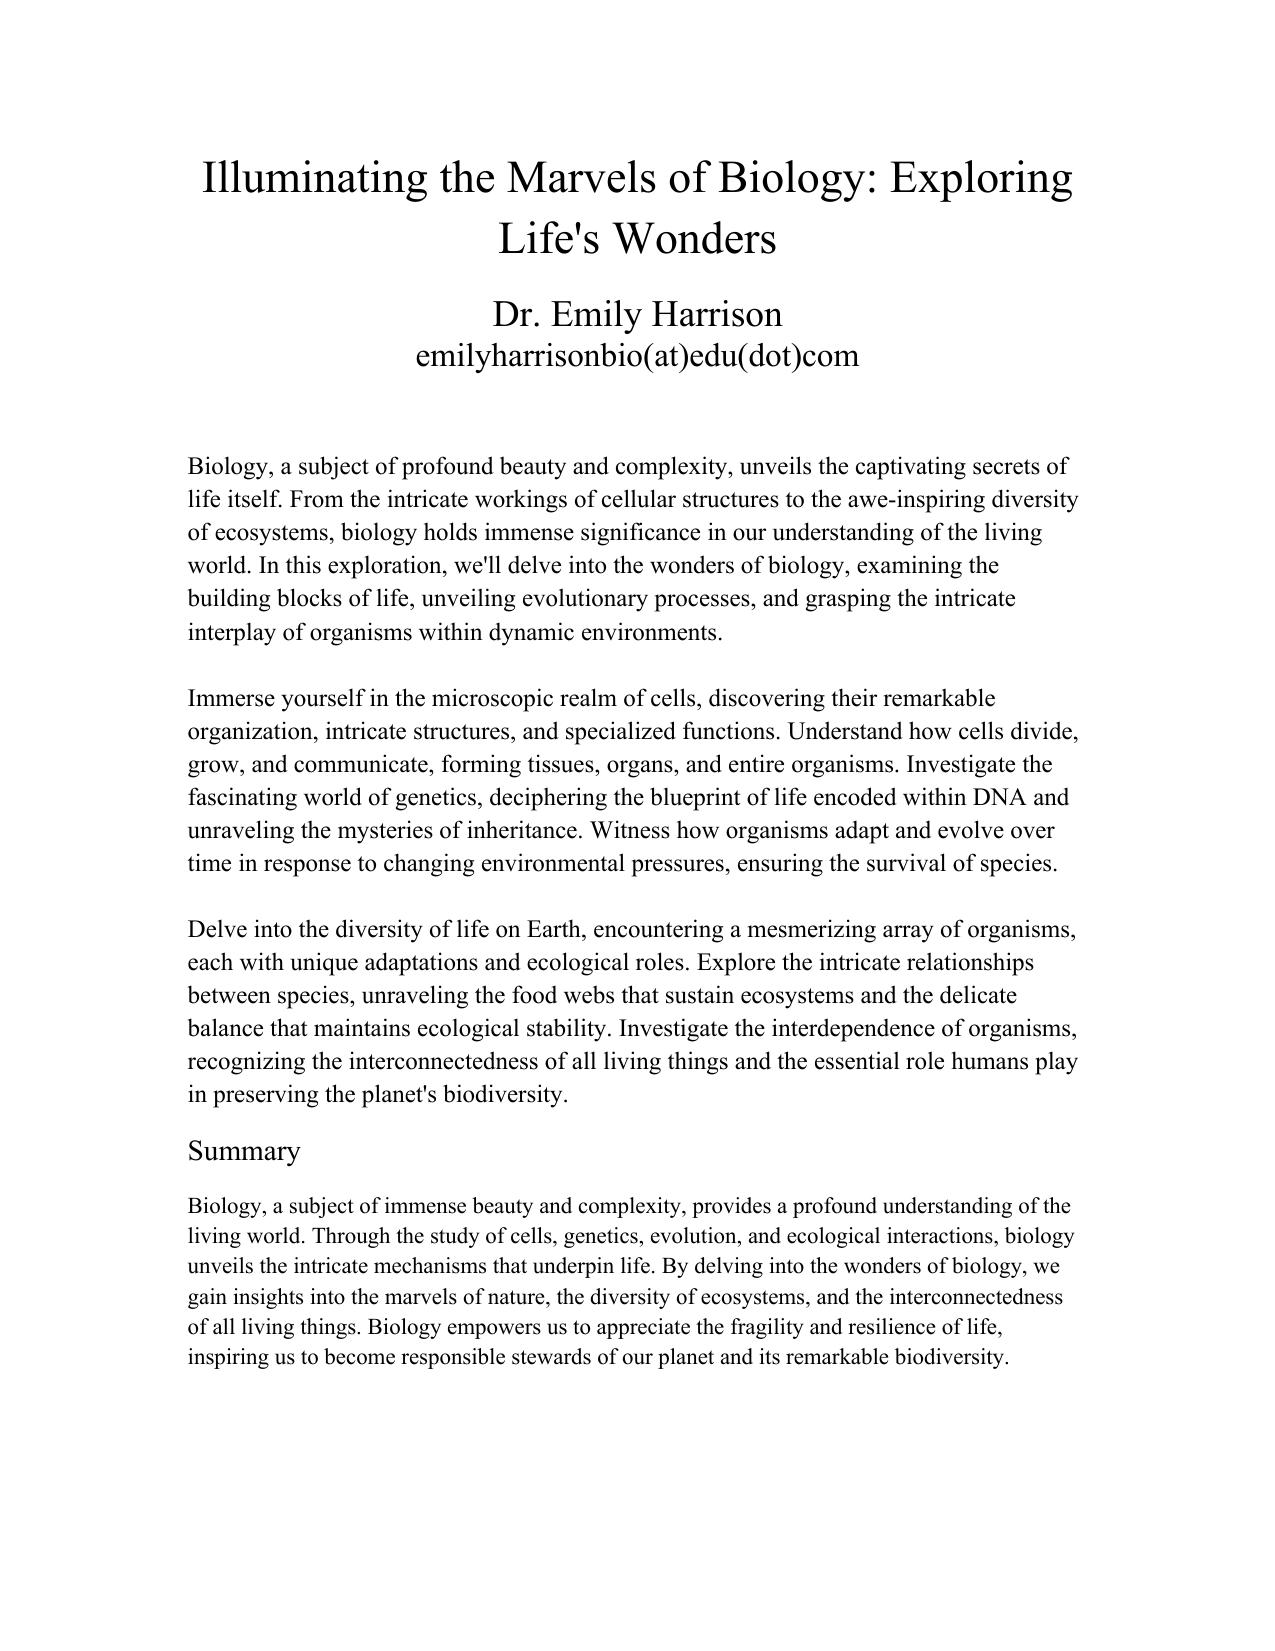 Illuminating the Marvels of Biology: Exploring
Life's Wonders
Dr. Emily Harrison
emilyharrisonbio(at)edu(dot)com
Biology, a subject of profound beauty and complexity, unveils the captivating secrets of
life itself. From the intricate workings of cellular structures to the awe-inspiring diversity
of ecosystems, biology holds immense significance in our understanding of the living
world. In this exploration, we'll delve into the wonders of biology, examining the
building blocks of life, unveiling evolutionary processes, and grasping the intricate
interplay of organisms within dynamic environments.
Immerse yourself in the microscopic realm of cells, discovering their remarkable
organization, intricate structures, and specialized functions. Understand how cells divide,
grow, and communicate, forming tissues, organs, and entire organisms. Investigate the
fascinating world of genetics, deciphering the blueprint of life encoded within DNA and
unraveling the mysteries of inheritance. Witness how organisms adapt and evolve over
time in response to changing environmental pressures, ensuring the survival of species.
Delve into the diversity of life on Earth, encountering a mesmerizing array of organisms,
each with unique adaptations and ecological roles. Explore the intricate relationships
between species, unraveling the food webs that sustain ecosystems and the delicate
balance that maintains ecological stability. Investigate the interdependence of organisms,
recognizing the interconnectedness of all living things and the essential role humans play
in preserving the planet's biodiversity.
Summary
Biology, a subject of immense beauty and complexity, provides a profound understanding of the
living world. Through the study of cells, genetics, evolution, and ecological interactions, biology
unveils the intricate mechanisms that underpin life. By delving into the wonders of biology, we
gain insights into the marvels of nature, the diversity of ecosystems, and the interconnectedness
of all living things. Biology empowers us to appreciate the fragility and resilience of life,
inspiring us to become responsible stewards of our planet and its remarkable biodiversity.